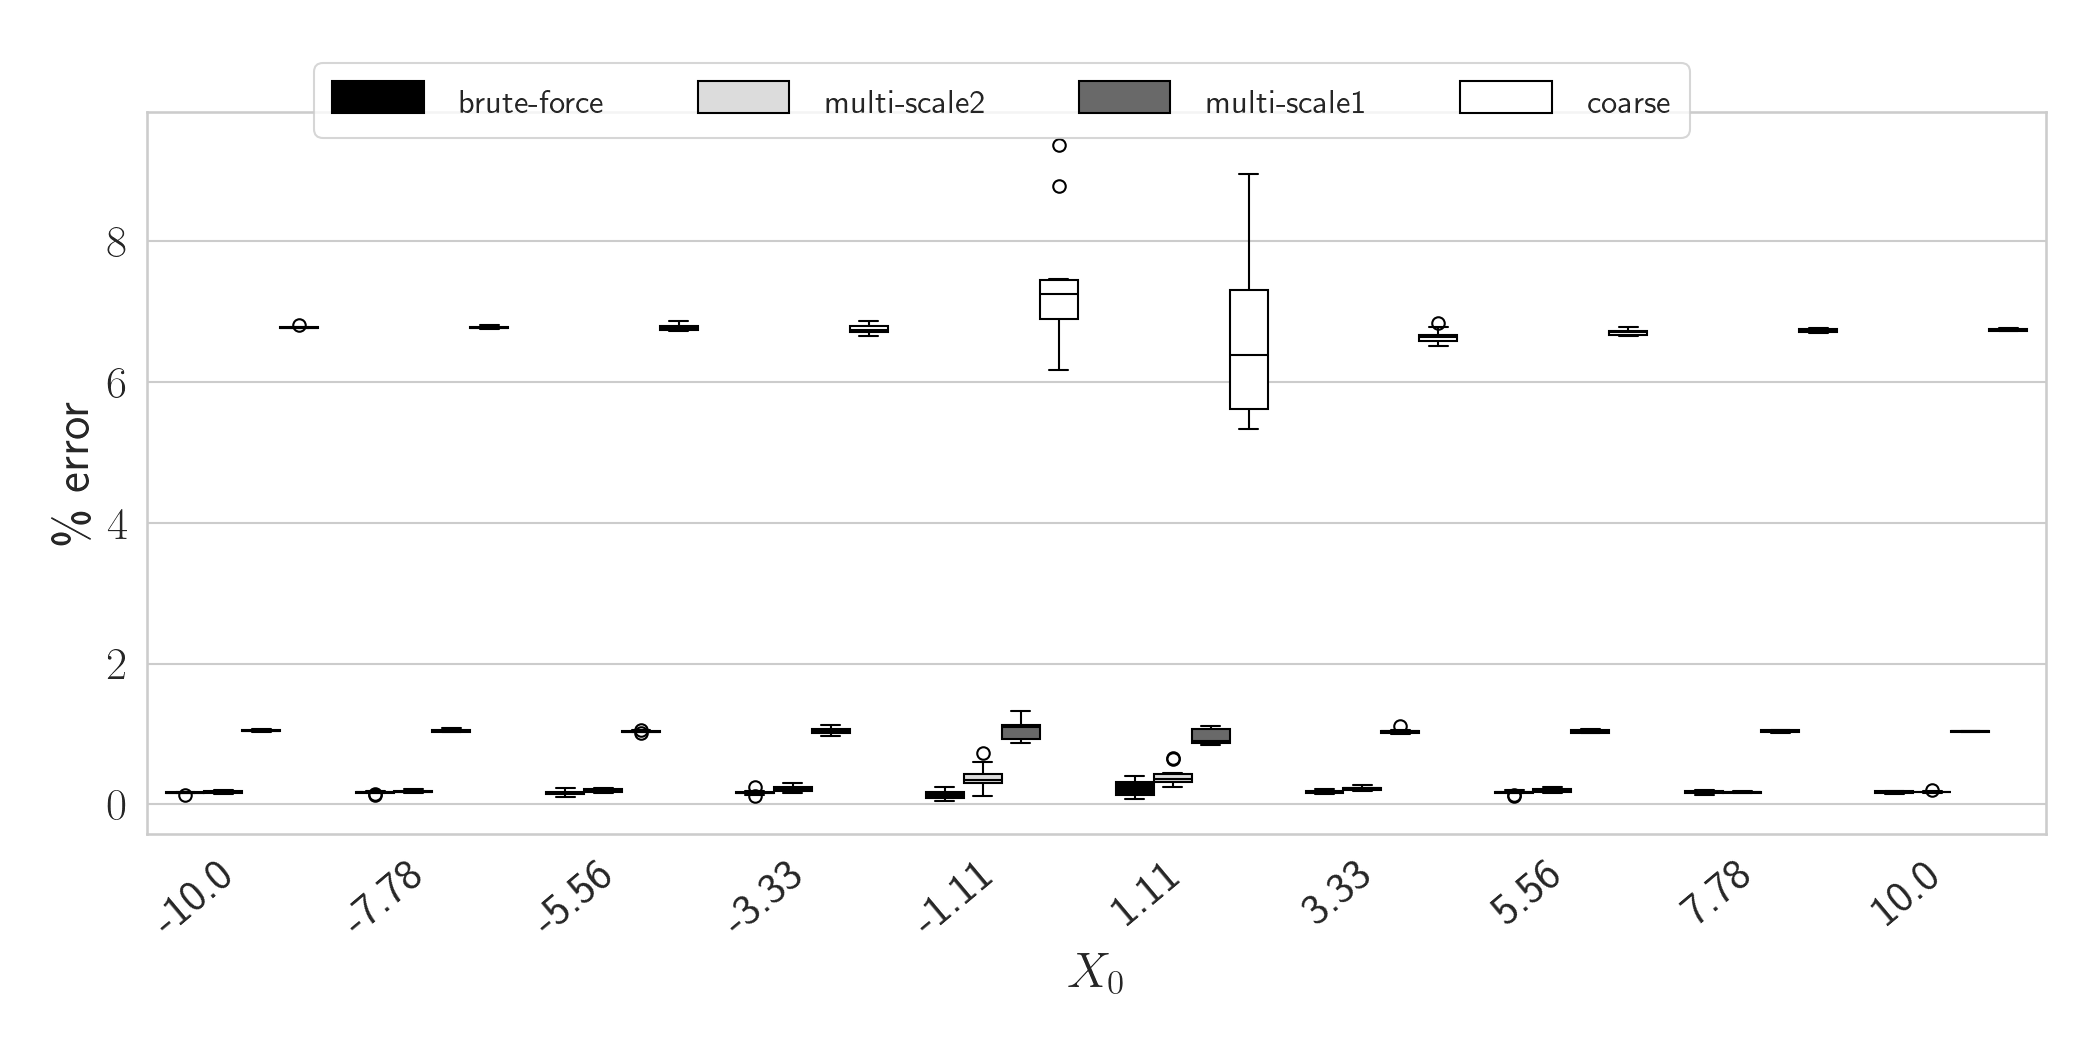 brute-force multi-scale2 multi-scale1 coarse
8
6
4
2
0
% error
-10.0 -7.78 -5.56 -3.33 -1.11 1.11 3.33 5.56 7.78 10.0
X₀